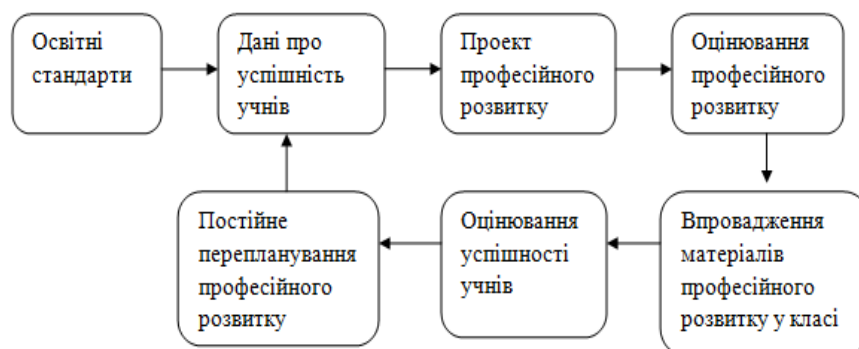 Освітні
стандарти
Дані про
успішність
учнів
Проект
професійного
розвитку
Оцінювання
професійного
розвитку
Постійне
перепланування
професійного
розвитку
Оцінювання
успішності
учнів
Впровадження
матеріалів
професійного
розвитку у класі